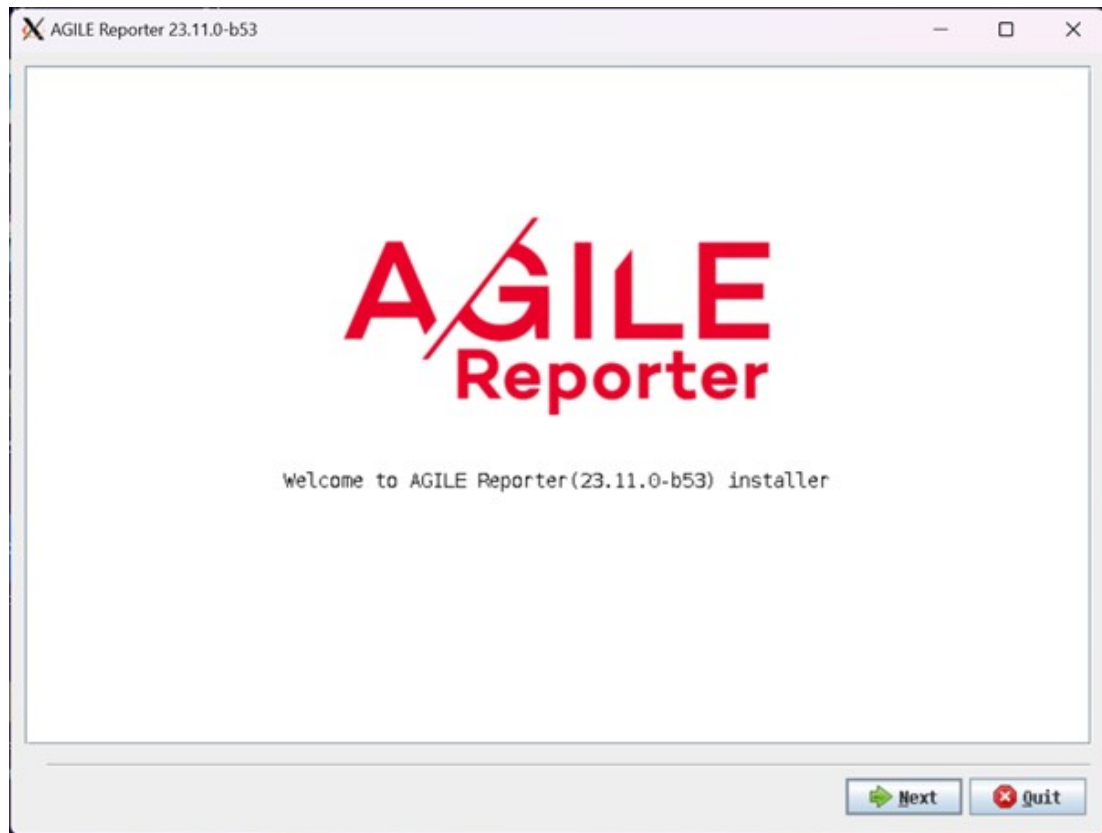 AGILE Reporter 23.11.0-b53
AGILE
Reporter
Welcome to AGILE Reporter(23.11.0-b53) installer
Next
Quit